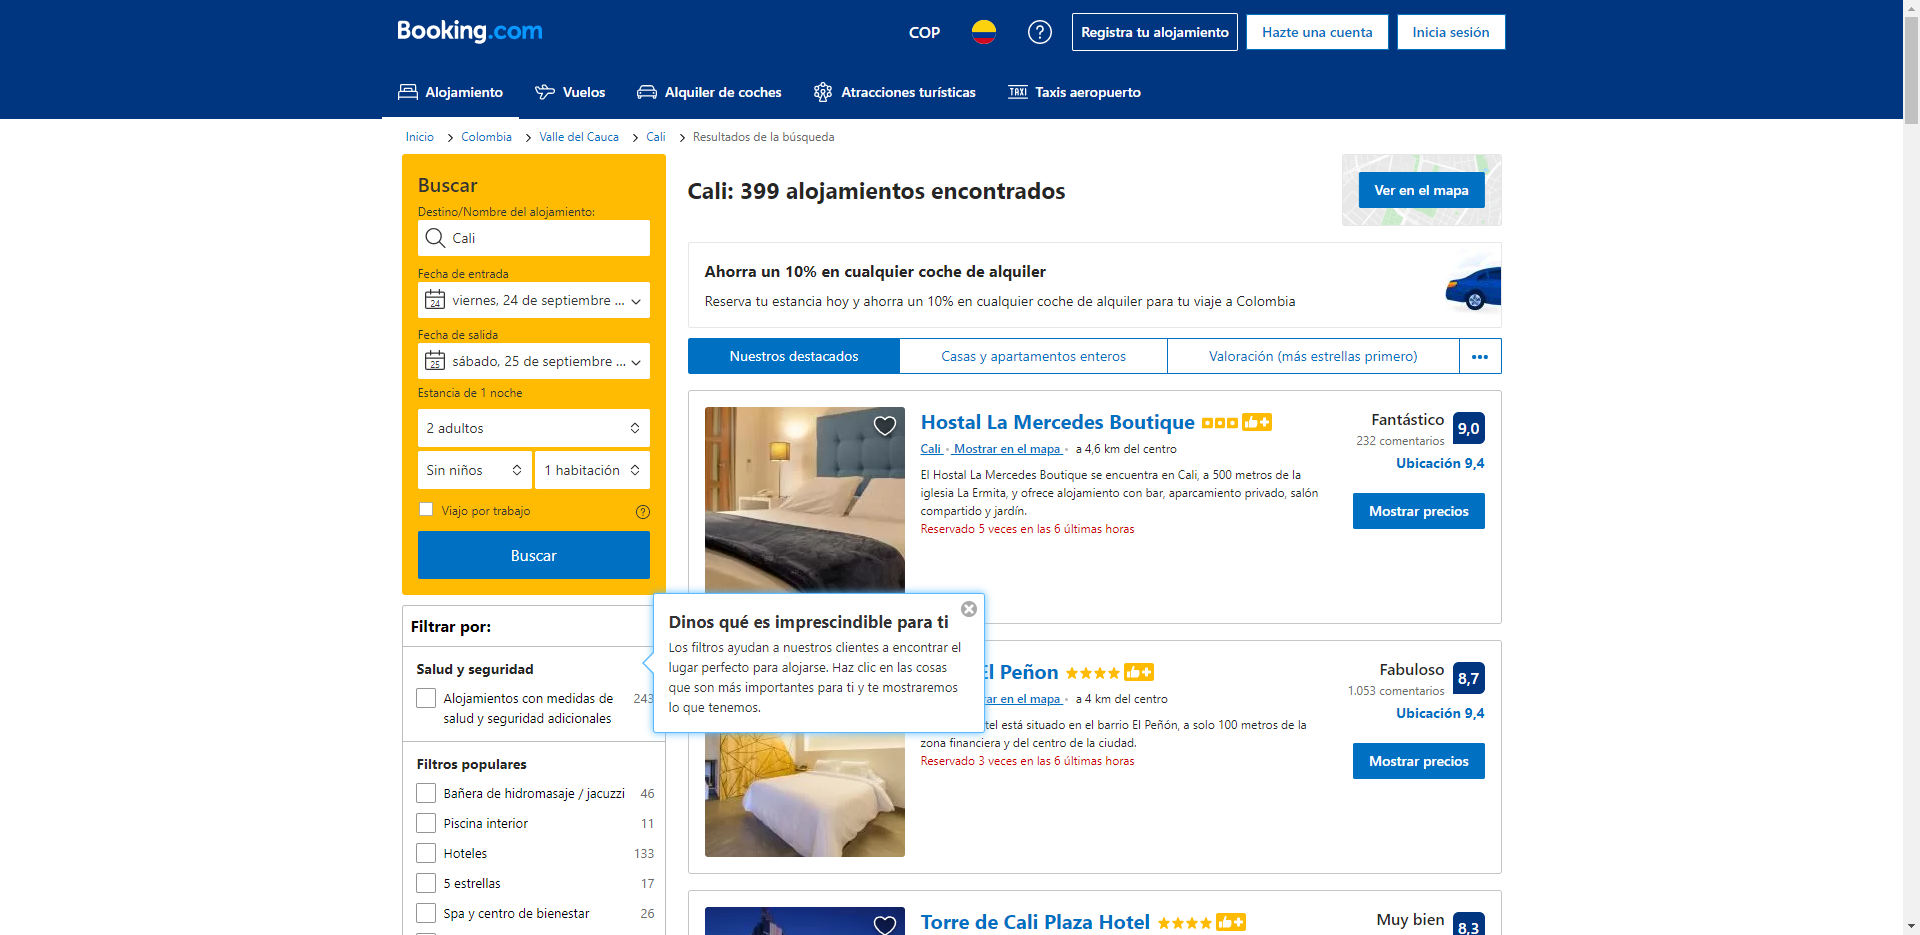 Booking.com
COP
Registra tu alojamiento
Hazte una cuenta
Inicia sesión
Alojamiento
Vuelos
Alquiler de coches
Atracciones turísticas
TAXI
Taxis aeropuerto
Inicio
Colombia
Valle del Cauca
Cali
Resultados de la búsqueda
Buscar
Destino/Nombre del alojamiento:
Cali
Fecha de entrada
24
viernes, 24 de septiembre ...
Fecha de salida
25
sábado, 25 de septiembre ...
Estancia de 1 noche
2 adultos
Sin niños
1 habitación
Viajo por trabajo
Buscar
Filtrar por:
Salud y seguridad
Alojamientos con medidas de 243
salud y seguridad adicionales
Filtros populares
Bañera de hidromasaje / jacuzzi 46
Piscina interior 11
Hoteles 133
5 estrellas 17
Spa y centro de bienestar 26
Dinos qué es imprescindible para ti
Los filtros ayudan a nuestros clientes a encontrar el
lugar perfecto para alojarse. Haz clic en las cosas
que son más importantes para ti y te mostraremos
lo que tenemos.
Cali: 399 alojamientos encontrados
Ver en el mapa
Ahorra un 10% en cualquier coche de alquiler
Reserva tu estancia hoy y ahorra un 10% en cualquier coche de alquiler para tu viaje a Colombia
Nuestros destacados
Casas y apartamentos enteros
Valoración (más estrellas primero)
Hostal La Mercedes Boutique
Cali · Mostrar en el mapa · a 4,6 km del centro
El Hostal La Mercedes Boutique se encuentra en Cali, a 500 metros de la
iglesia La Ermita, y ofrece alojamiento con bar, aparcamiento privado, salón
compartido y jardín.
Reservado 5 veces en las 6 últimas horas
Fantástico
232 comentarios
9,0
Ubicación 9,4
Mostrar precios
El Peñon
en el mapa · a 4 km del centro
está situado en el barrio El Peñón, a solo 100 metros de la
zona financiera y del centro de la ciudad.
Reservado 3 veces en las 6 últimas horas
Fabuloso
1.053 comentarios
8,7
Ubicación 9,4
Mostrar precios
Torre de Cali Plaza Hotel
Muy bien
8,3